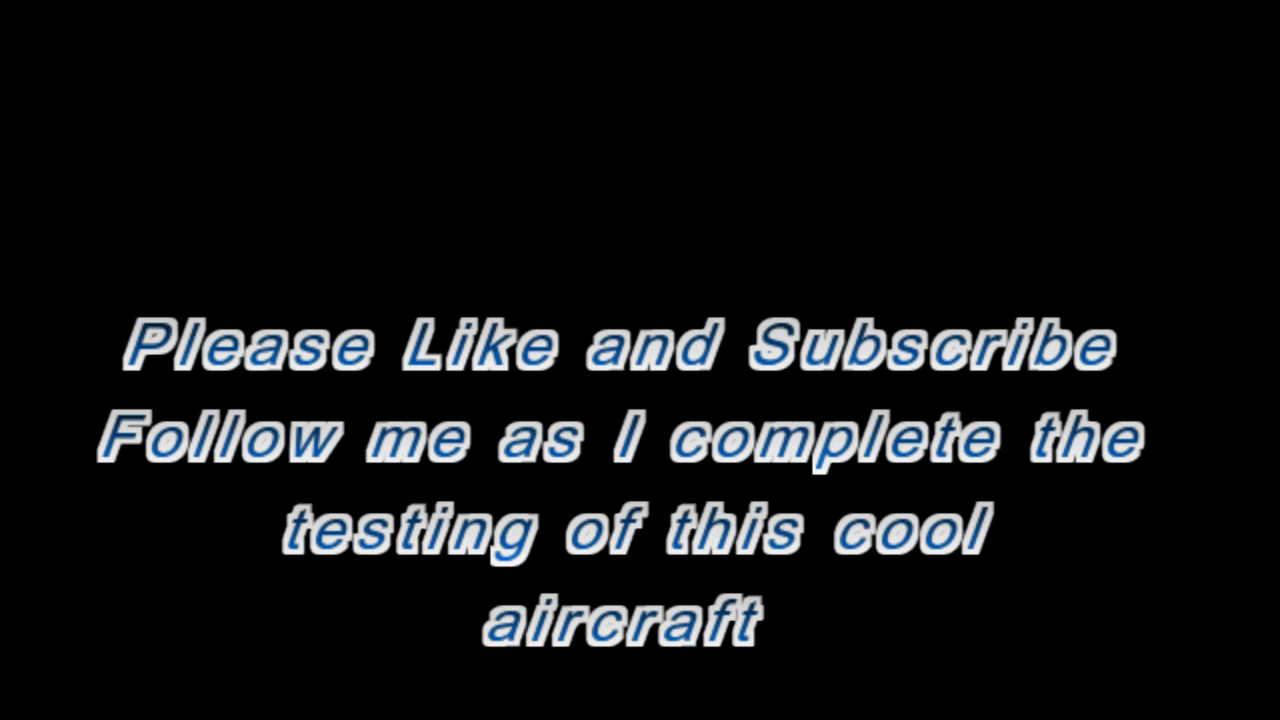 Please Like and Subscribe
Follow me as I complete the
testing of this cool
aircraft